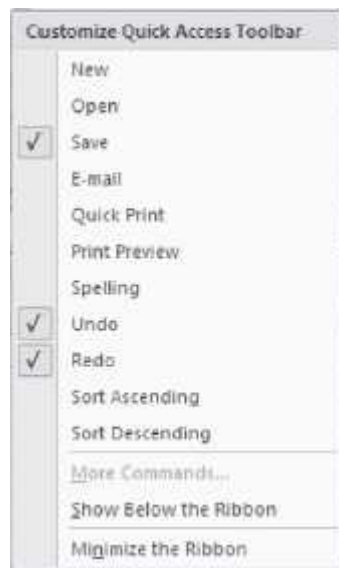 Customize Quick Access Toolbar
New
Open
Save
E-mail
Quick Print
Print Preview
Spelling
Undo
Redo
Sort Ascending
Sort Descending
More Commands...
Show Below the Ribbon
Minimize the Ribbon